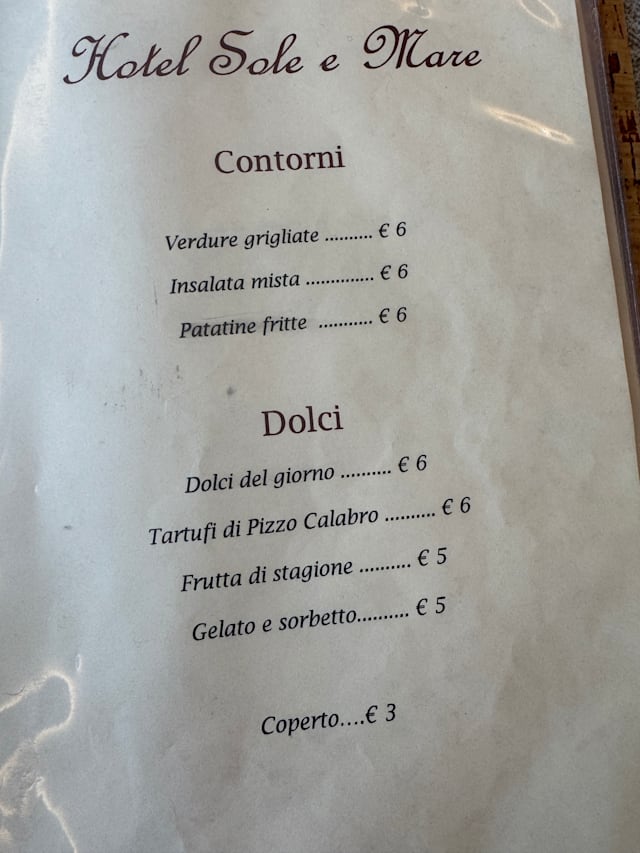 Hotel Sole e Mare
Contorni
Verdure grigliate .......... € 6
Insalata mista .............. € 6
Patatine fritte ........... € 6
Dolci
Dolci del giorno .......... € 6
Tartufi di Pizzo Calabro .......... € 6
Frutta di stagione .......... € 5
Gelato e sorbetto.......... € 5
Coperto....€ 3